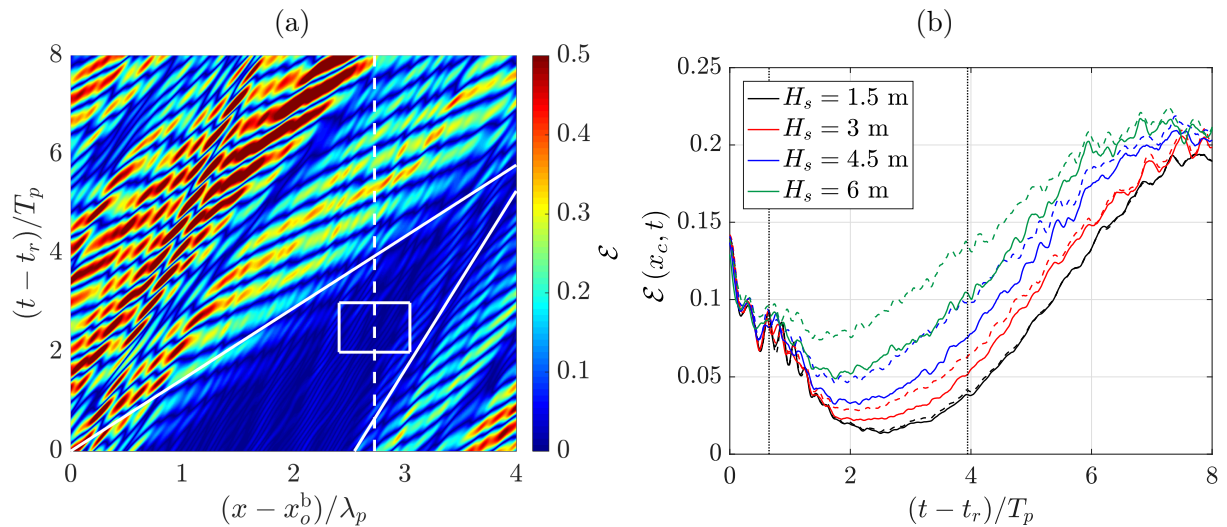 (a)
8
6
4
2
0
(t − t_r)/T_p
0 1 2 3 4
(x − x_o^b)/λ_p
0.5
0.4
0.3
0.2
0.1
0
ℰ
(b)
0.25
0.2
0.15
0.1
0.05
0
ℰ(x_c, t)
H_s = 1.5 m
H_s = 3 m
H_s = 4.5 m
H_s = 6 m
0 2 4 6 8
(t − t_r)/T_p